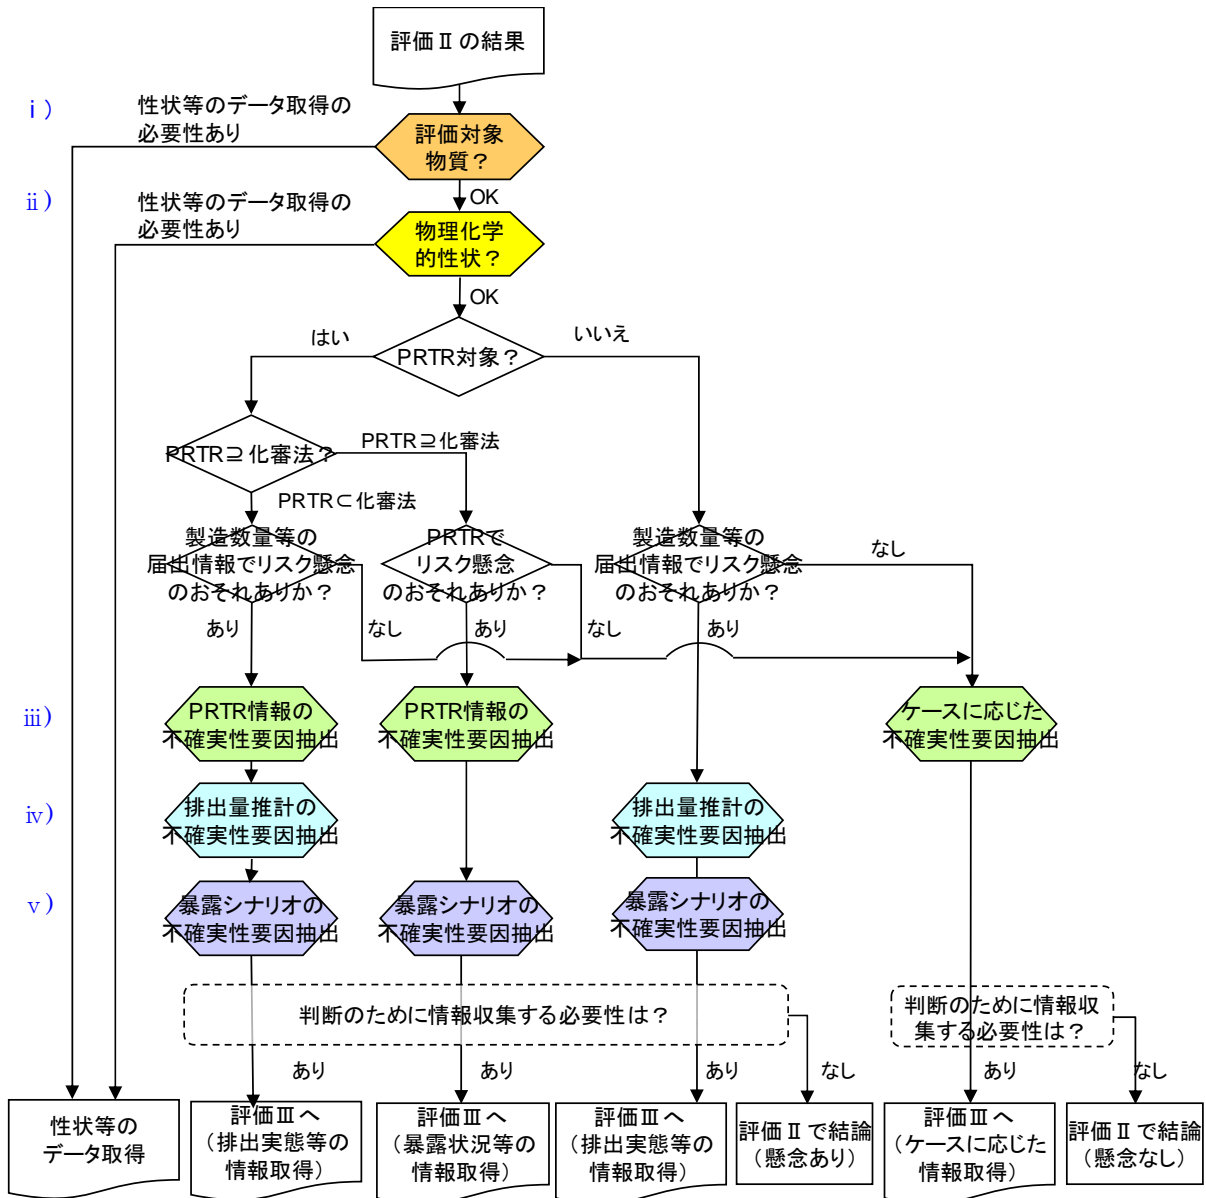 評価Ⅱの結果
ⅰ)
性状等のデータ取得の
必要性あり
評価対象
物質？
OK
ⅱ)
性状等のデータ取得の
必要性あり
物理化学
的性状？
OK
はい
PRTR対象？
いいえ
PRTR⊇化審法？
PRTR⊇化審法
PRTR⊂化審法
製造数量等の
届出情報でリスク懸念
のおそれありか？
PRTRで
リスク懸念
のおそれありか？
製造数量等の
届出情報でリスク懸念
のおそれありか？
なし
あり
なし
あり
なし
あり
ⅲ)
PRTR情報の
不確実性要因抽出
PRTR情報の
不確実性要因抽出
ケースに応じた
不確実性要因抽出
ⅳ)
排出量推計の
不確実性要因抽出
排出量推計の
不確実性要因抽出
ⅴ)
暴露シナリオの
不確実性要因抽出
暴露シナリオの
不確実性要因抽出
暴露シナリオの
不確実性要因抽出
判断のために情報収集する必要性は？
判断のために情報収
集する必要性は？
あり
あり
あり
なし
あり
なし
性状等の
データ取得
評価Ⅲへ
（排出実態等の
情報取得）
評価Ⅲへ
（暴露状況等の
情報取得）
評価Ⅲへ
（排出実態等の
情報取得）
評価Ⅱで結論
（懸念あり）
評価Ⅲへ
（ケースに応じた
情報取得）
評価Ⅱで結論
（懸念なし）